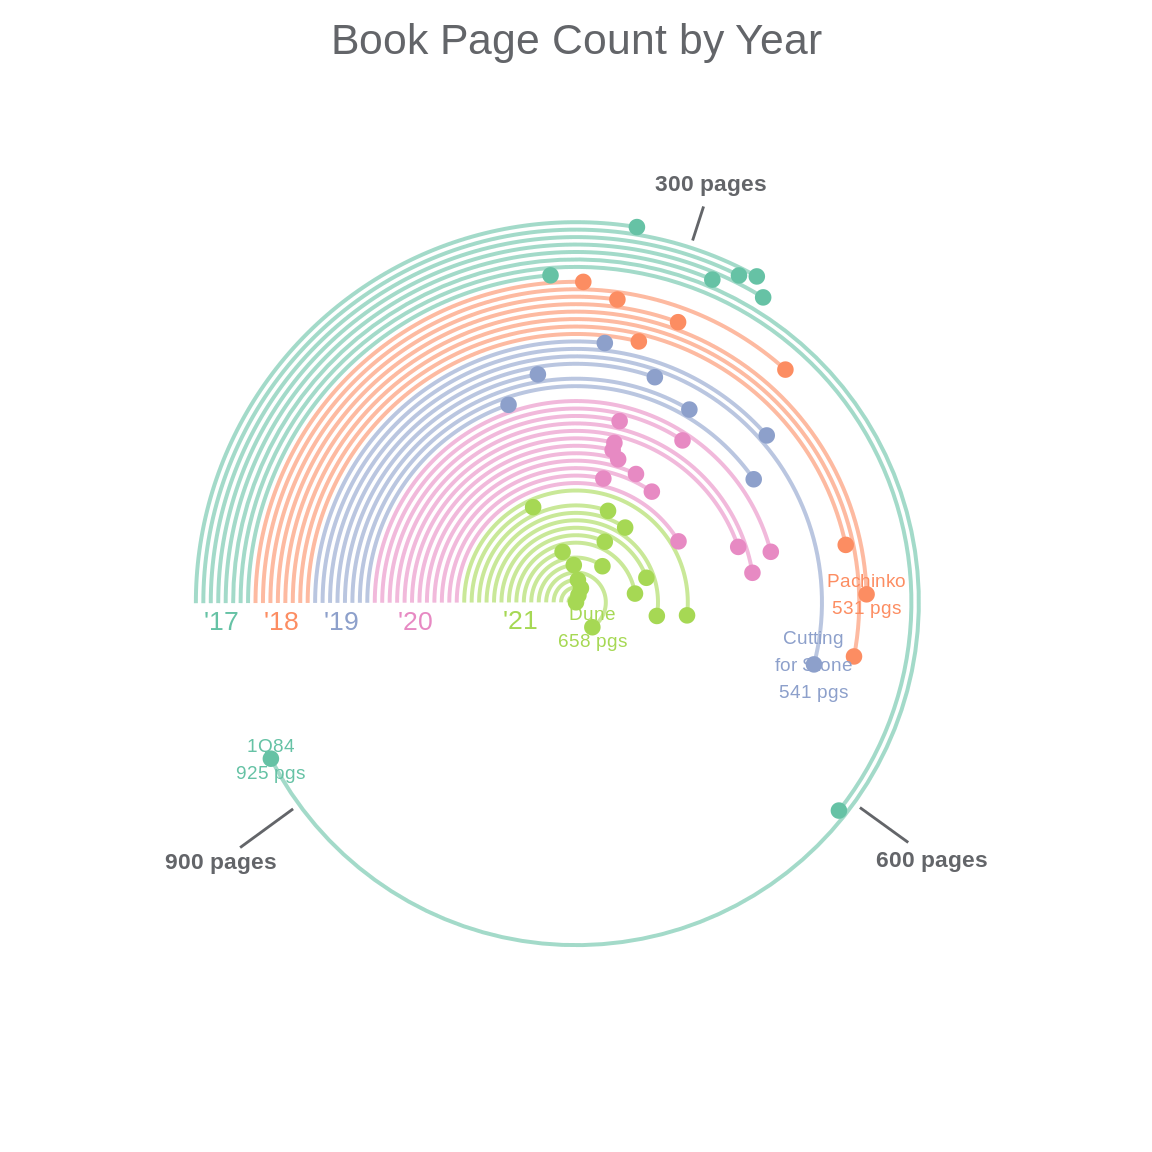 Book Page Count by Year
300 pages
Pachinko
531 pgs
'17
'18
'19
'20
'21
Dune
658 pgs
Cutting
for Stone
541 pgs
1Q84
925 pgs
900 pages
600 pages